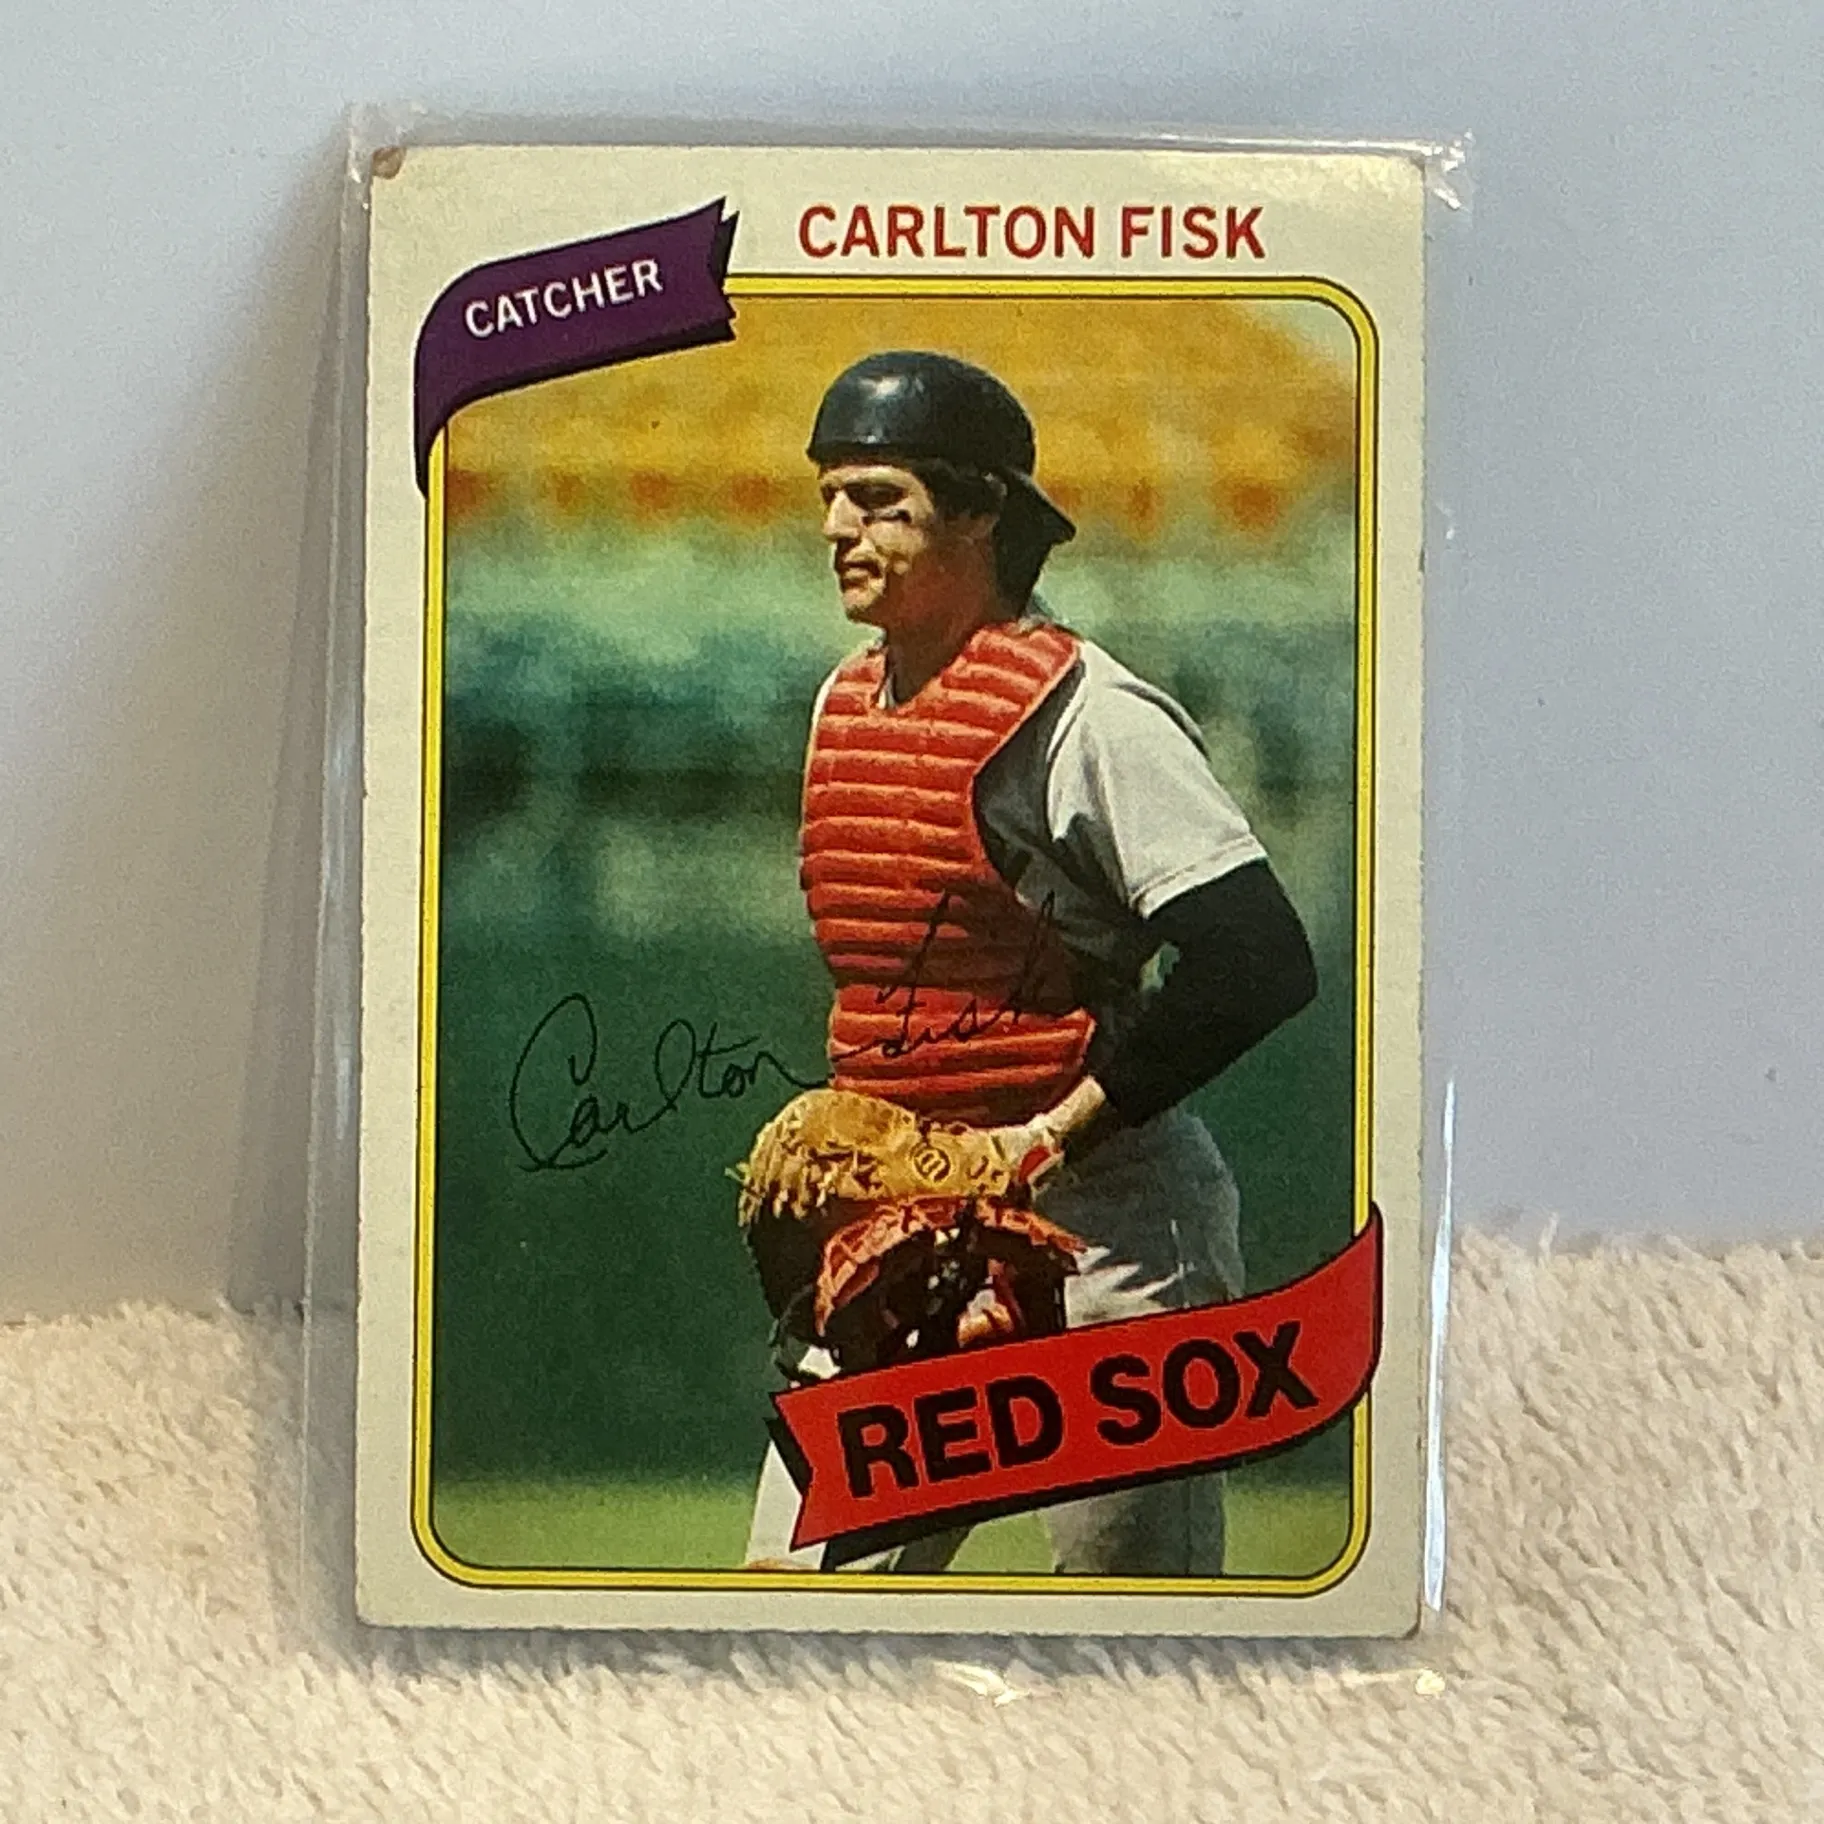 CARLTON FISK
CATCHER
Carlton Fisk
RED SOX